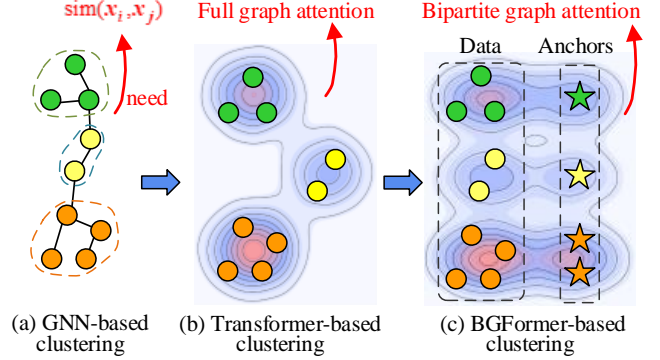 sim(x_i,x_j)
need
Full graph attention
Bipartite graph attention
Data
Anchors
(a) GNN-based
clustering
(b) Transformer-based
clustering
(c) BGFormer-based
clustering